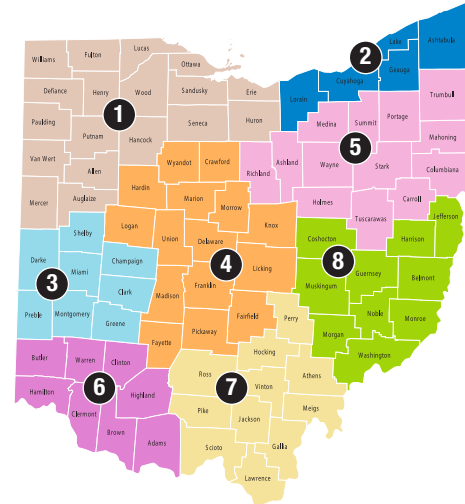 Lake
Ashtabula
2
Lucas
Fulton
Williams
Ottawa
Geauga
Cuyahoga
Defiance
Henry
Wood
Sandusky
Erie
Lorain
Trumbull
1
Medina
Summit
Portage
Paulding
Seneca
Huron
Putnam
Hancock
5
Mahoning
Van Wert
Wyandot
Crawford
Ashland
Wayne
Stark
Allen
Richland
Columbiana
Hardin
Marion
Mercer
Auglaize
Morrow
Holmes
Carroll
Tuscarawas
Jefferson
Shelby
Logan
Union
Knox
Coshocton
Harrison
Darke
Delaware
Champaign
3
Miami
4
Licking
8
Guernsey
Belmont
Clark
Franklin
Muskingum
Madison
Preble
Montgomery
Greene
Fairfield
Perry
Noble
Monroe
Pickaway
Morgan
Fayette
Butler
Warren
Clinton
Hocking
Washington
Ross
Athens
6
7
Vinton
Hamilton
Highland
Clermont
Pike
Meigs
Jackson
Brown
Adams
Scioto
Gallia
Lawrence